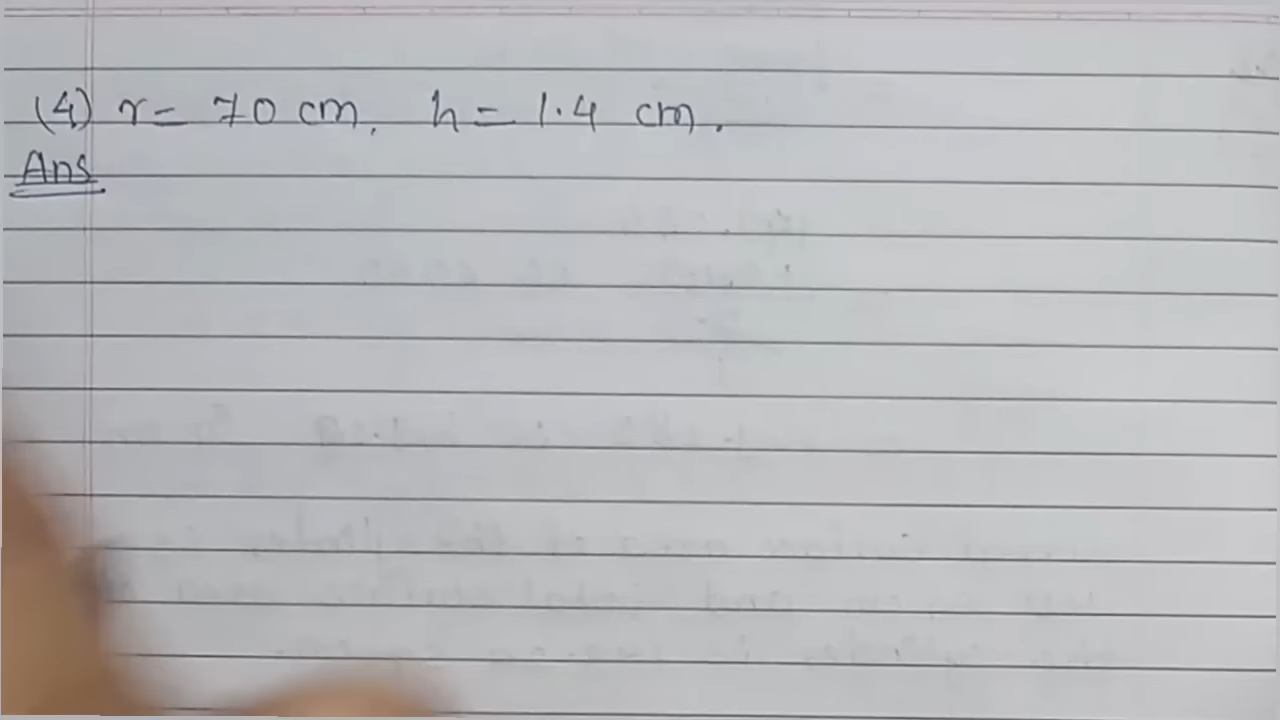 (4) r = 70 cm, h = 1.4 cm.
Ans